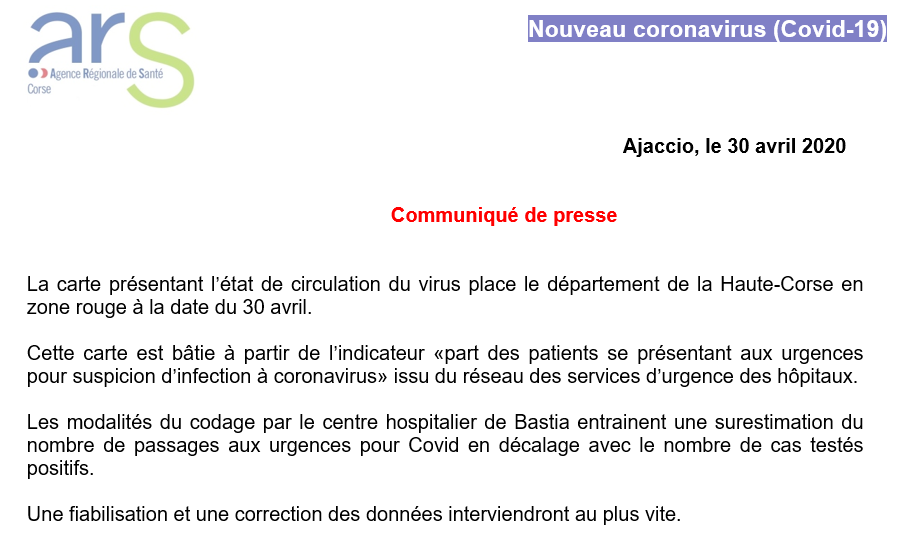 ars
Agence Régionale de Santé
Corse
Nouveau coronavirus (Covid-19)
Ajaccio, le 30 avril 2020
Communiqué de presse
La carte présentant l’état de circulation du virus place le département de la Haute-Corse en
zone rouge à la date du 30 avril.
Cette carte est bâtie à partir de l’indicateur «part des patients se présentant aux urgences
pour suspicion d’infection à coronavirus» issu du réseau des services d’urgence des hôpitaux.
Les modalités du codage par le centre hospitalier de Bastia entrainent une surestimation du
nombre de passages aux urgences pour Covid en décalage avec le nombre de cas testés
positifs.
Une fiabilisation et une correction des données interviendront au plus vite.